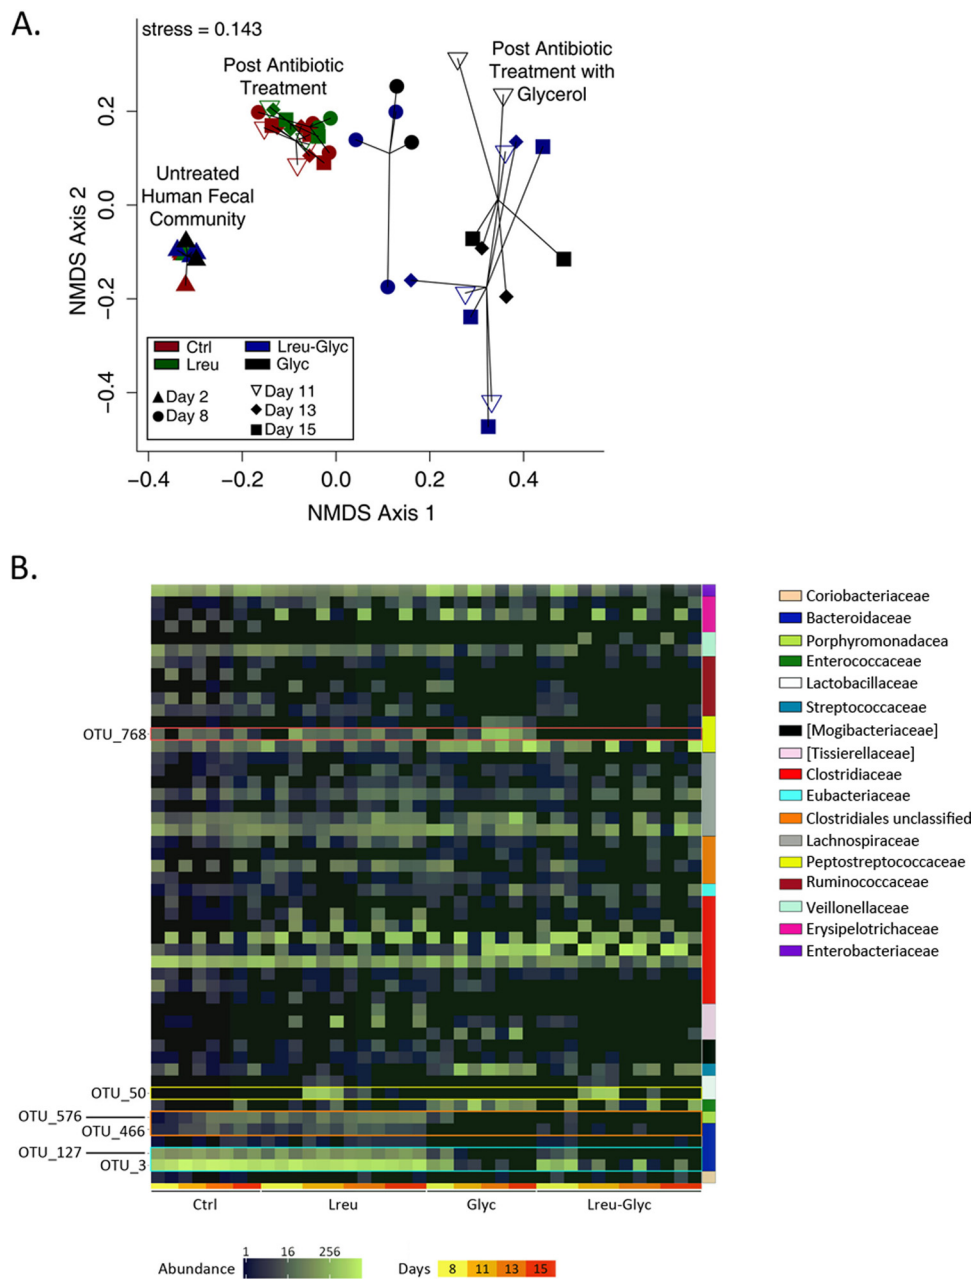 A.
stress = 0.143
Post Antibiotic
Treatment
Post Antibiotic
Treatment with
Glycerol
Untreated
Human Fecal
Community
NMDS Axis 2
0.2
0.0
−0.2
−0.4
Ctrl
Lreu-Glyc
Lreu
Glyc
Day 2
Day 8
Day 11
Day 13
Day 15
−0.4
−0.2
0.0
0.2
0.4
NMDS Axis 1
B.
OTU_768
OTU_50
OTU_576
OTU_466
OTU_127
OTU_3
Coriobacteriaceae
Bacteroidaceae
Porphyromonadacea
Enterococcaceae
Lactobacillaceae
Streptococcaceae
[Mogibacteriaceae]
[Tissierellaceae]
Clostridiaceae
Eubacteriaceae
Clostridiales unclassified
Lachnospiraceae
Peptostreptococcaceae
Ruminococcaceae
Veillonellaceae
Erysipelotrichaceae
Enterobacteriaceae
Ctrl
Lreu
Glyc
Lreu-Glyc
Abundance
1
16
256
Days
8
11
13
15